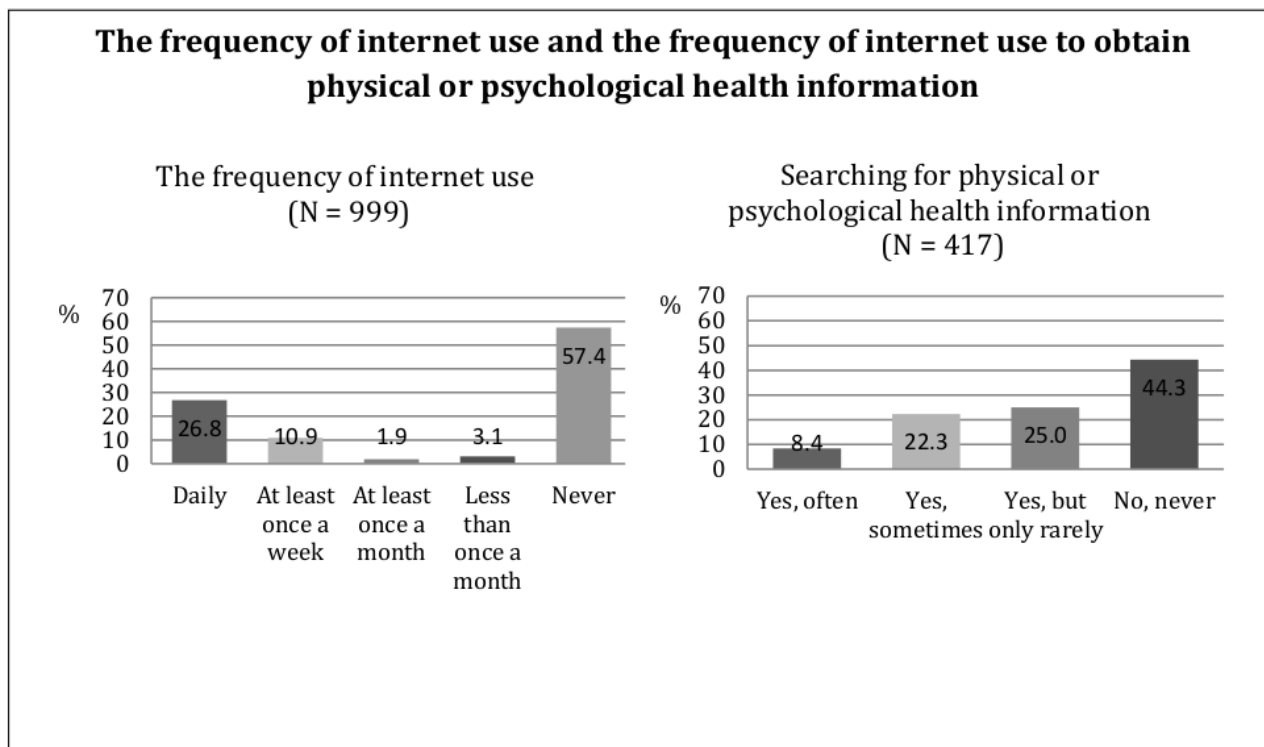 The frequency of internet use and the frequency of internet use to obtain
physical or psychological health information
The frequency of internet use
(N = 999)
%
70
60
50
40
30
20
10
0
26.8
10.9
1.9
3.1
57.4
Daily
At least
once a
week
At least
once a
month
Less
than
once a
month
Never
Searching for physical or
psychological health information
(N = 417)
%
70
60
50
40
30
20
10
0
8.4
22.3
25.0
44.3
Yes, often
Yes,
sometimes
Yes, but
only rarely
No, never